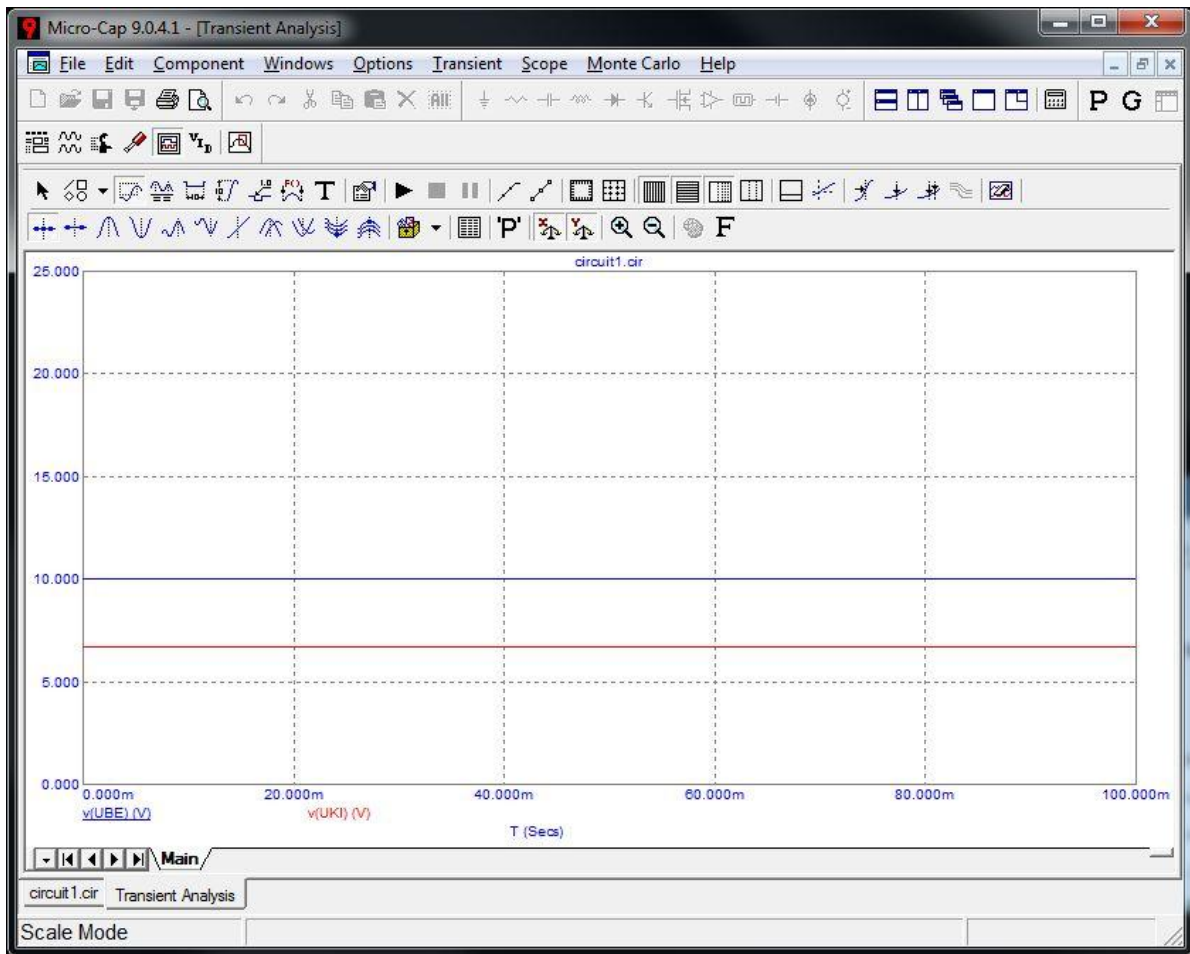 Micro-Cap 9.0.4.1 - [Transient Analysis]
File Edit Component Windows Options Transient Scope Monte Carlo Help
P G
T
'P' F
circuit1.cir
25.000
20.000
15.000
10.000
5.000
0.000
0.000m 20.000m 40.000m 60.000m 80.000m 100.000m
v(UBE) (V) v(UKI) (V)
T (Secs)
Main
circuit1.cir Transient Analysis
Scale Mode